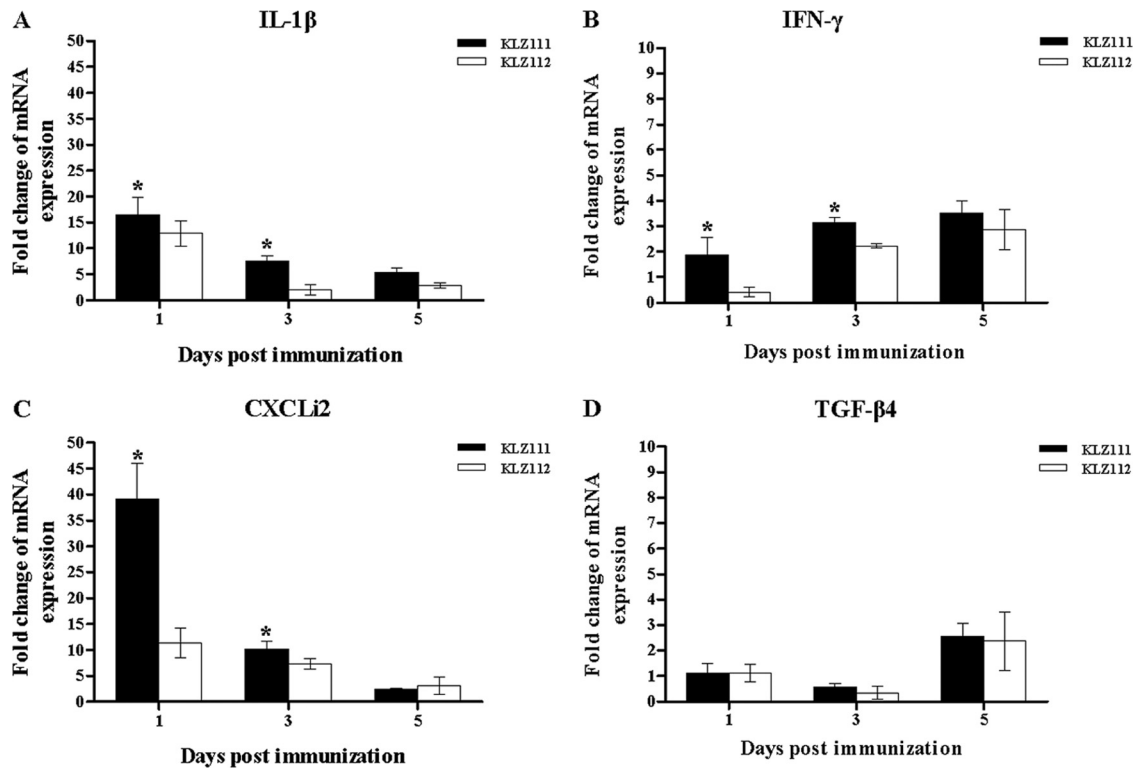 A
IL-1β
KLZ111
KLZ112
Fold change of mRNA
expression
50
45
40
35
30
25
20
15
10
5
0
*
*
1
3
5
Days post immunization
B
IFN-γ
KLZ111
KLZ112
Fold change of mRNA
expression
10
9
8
7
6
5
4
3
2
1
0
*
*
1
3
5
Days post immunization
C
CXCLi2
KLZ111
KLZ112
Fold change of mRNA
expression
50
45
40
35
30
25
20
15
10
5
0
*
*
1
3
5
Days post immunization
D
TGF-β4
KLZ111
KLZ112
Fold change of mRNA
expression
10
9
8
7
6
5
4
3
2
1
0
1
3
5
Days post immunization